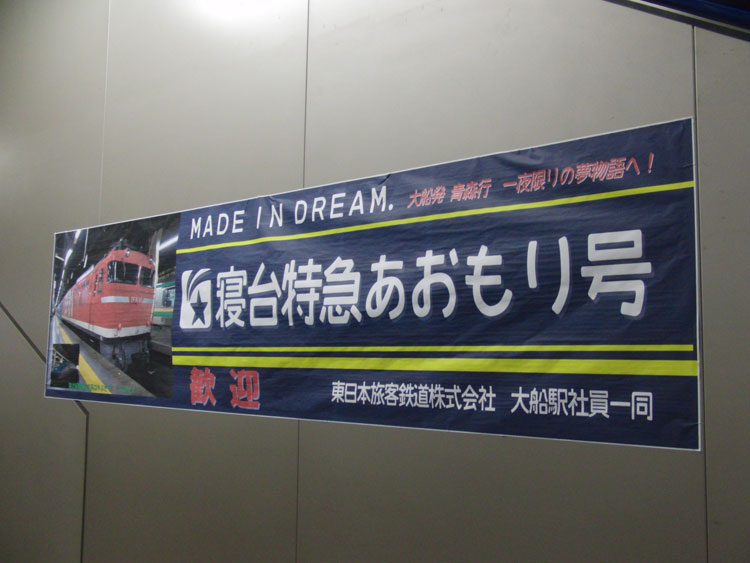 MADE IN DREAM. 大船発 青森行 一夜限りの夢物語へ!
寝台特急あおもり号
歓迎
東日本旅客鉄道株式会社 大船駅社員一同